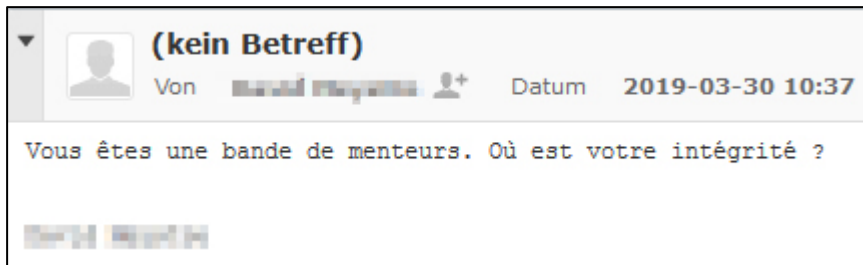 (kein Betreff)
Von Datum 2019-03-30 10:37
Vous êtes une bande de menteurs. Où est votre intégrité ?